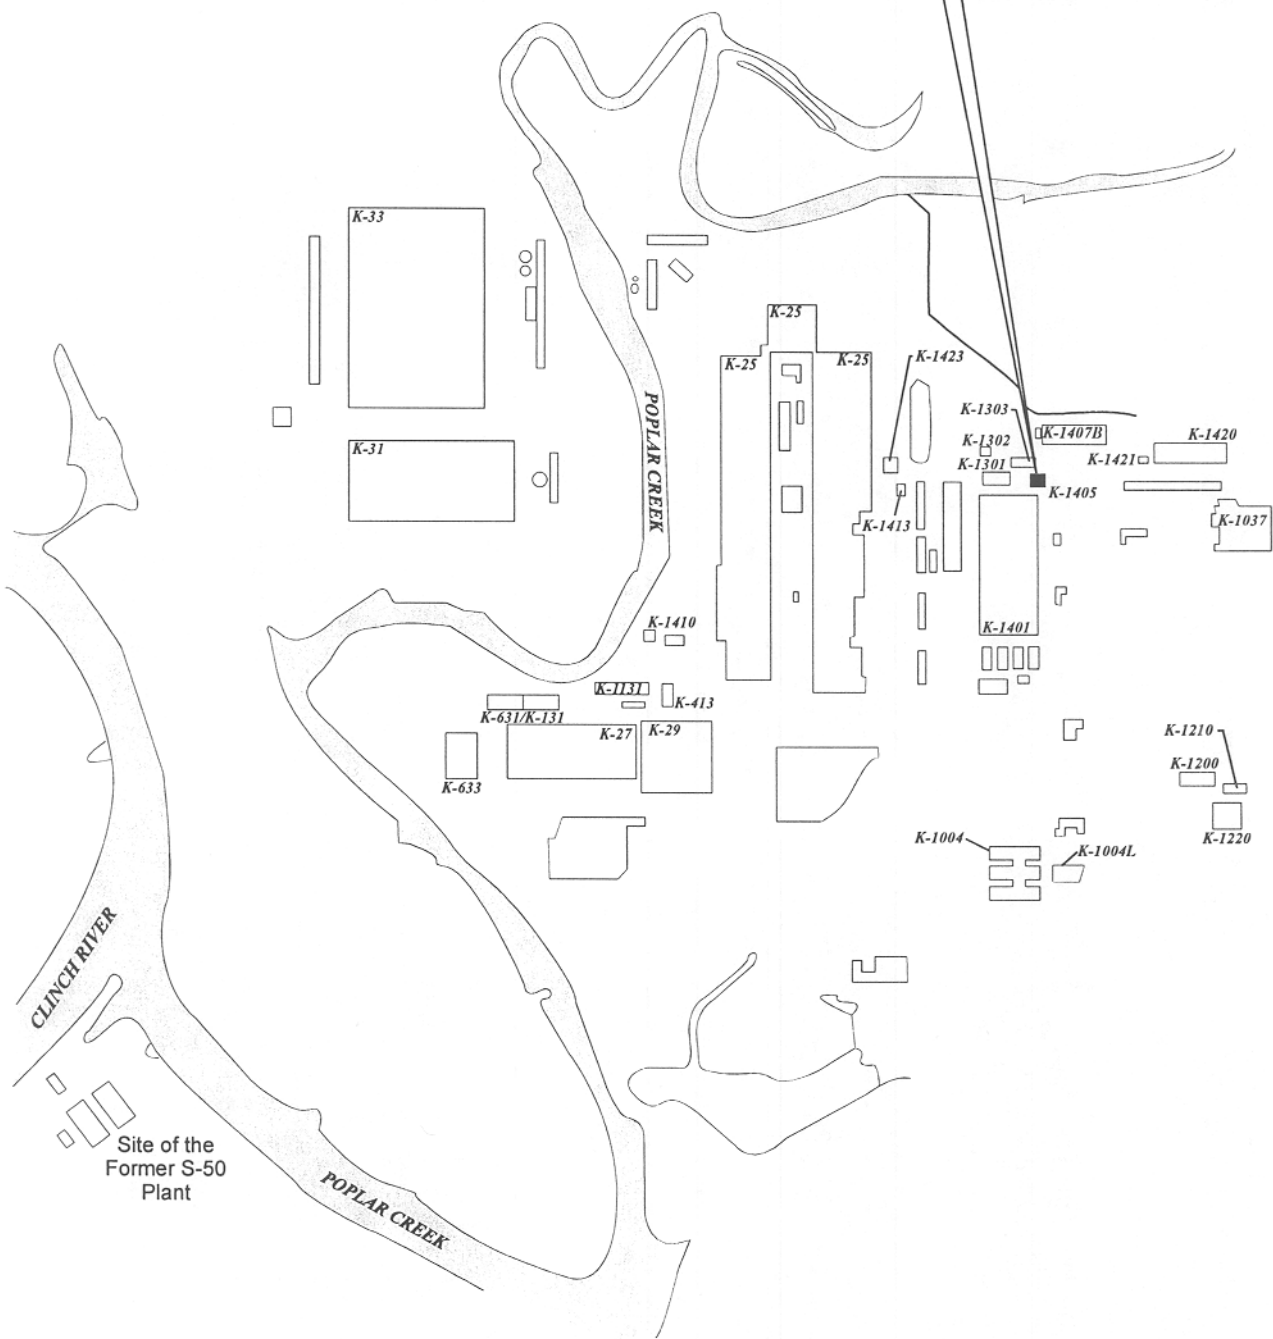 K-33
K-25
K-25
K-25
K-1423
K-1303
K-1407B
K-1302
K-1420
K-31
K-1301
K-1421
K-1405
POPLAR CREEK
K-1413
K-1037
K-1410
K-1401
K-1131
K-413
K-631/K-131
K-27
K-29
K-1210
K-1200
K-633
K-1004
K-1220
K-1004L
CLINCH RIVER
Site of the
Former S-50
Plant
POPLAR CREEK